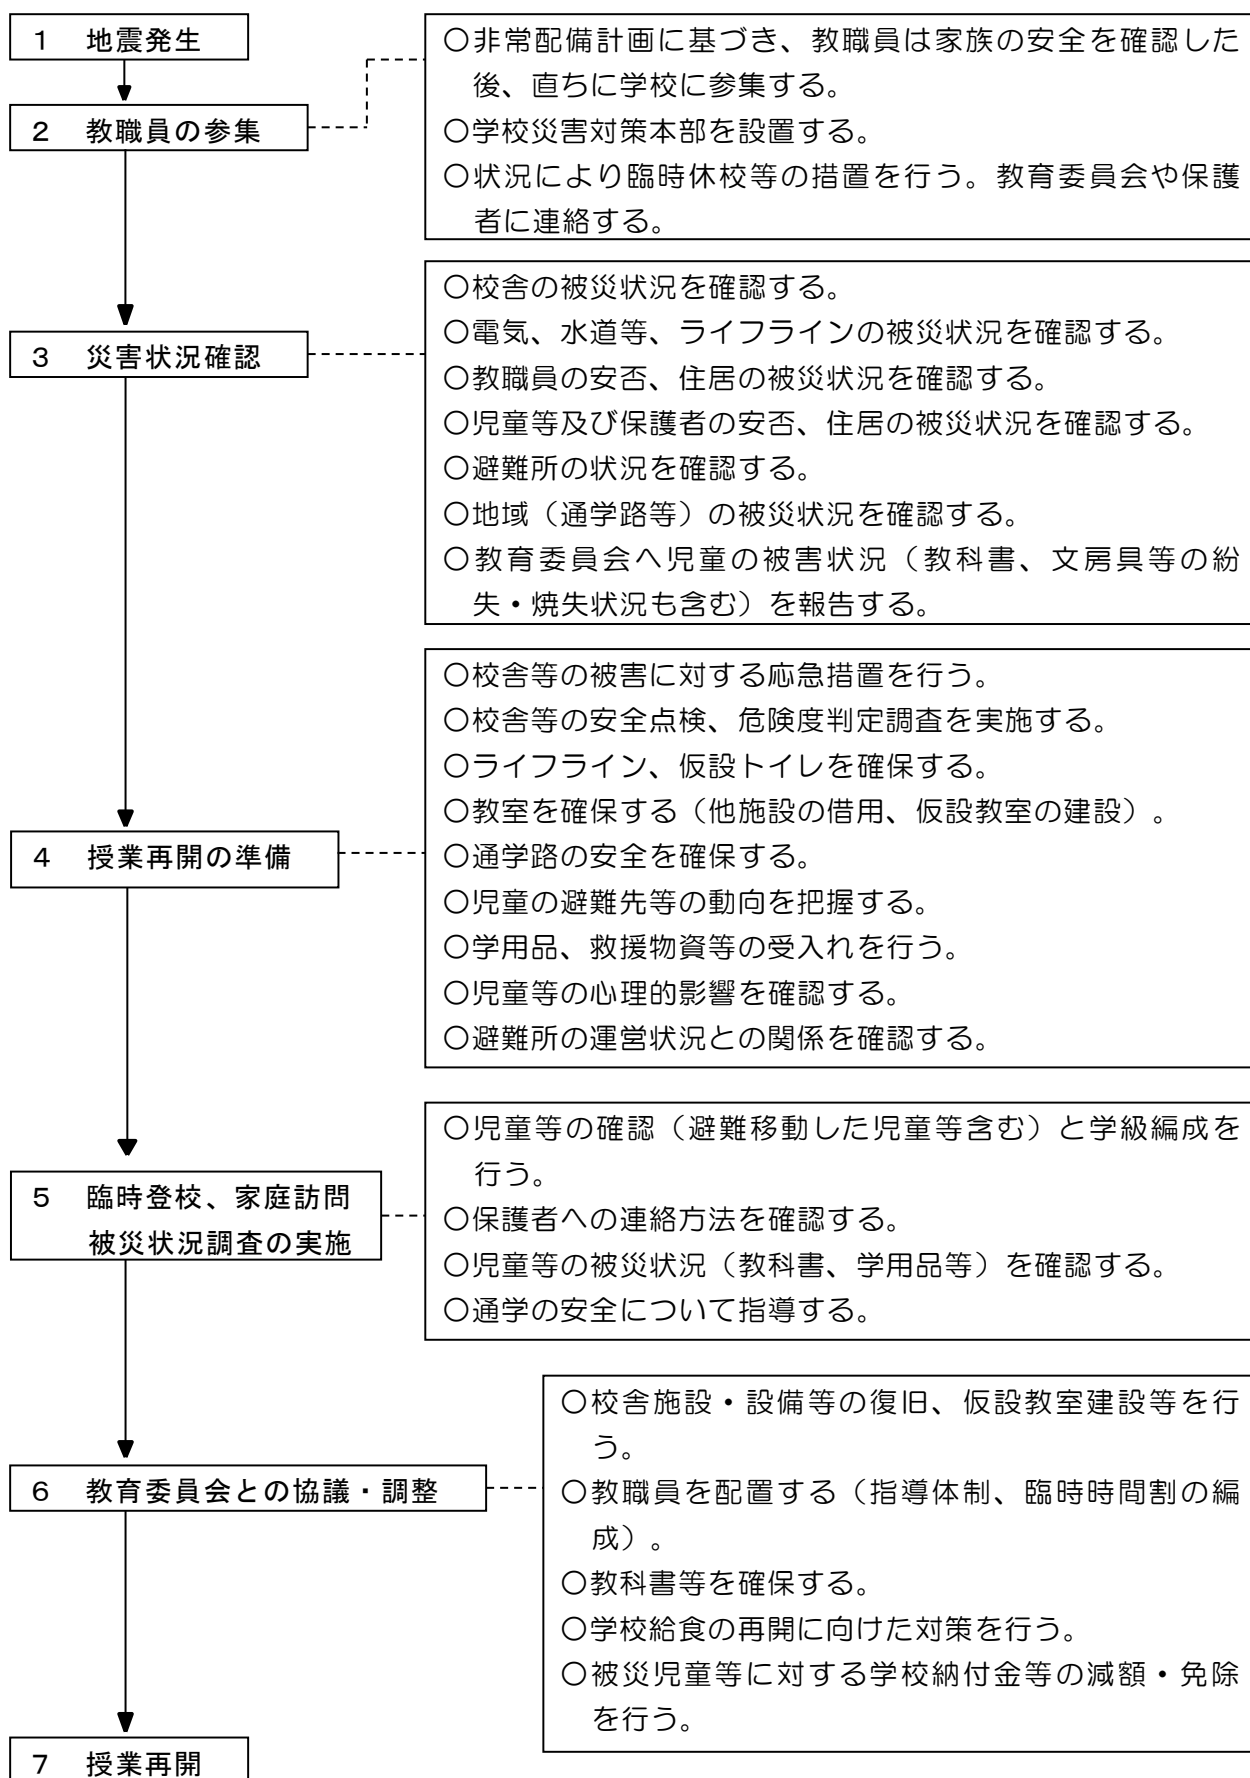 １　地震発生
２　教職員の参集
〇非常配備計画に基づき、教職員は家族の安全を確認した
後、直ちに学校に参集する。
〇学校災害対策本部を設置する。
〇状況により臨時休校等の措置を行う。教育委員会や保護
者に連絡する。
３　災害状況確認
〇校舎の被災状況を確認する。
〇電気、水道等、ライフラインの被災状況を確認する。
〇教職員の安否、住居の被災状況を確認する。
〇児童等及び保護者の安否、住居の被災状況を確認する。
〇避難所の状況を確認する。
〇地域（通学路等）の被災状況を確認する。
〇教育委員会へ児童の被害状況（教科書、文房具等の紛
失・焼失状況も含む）を報告する。
４　授業再開の準備
〇校舎等の被害に対する応急措置を行う。
〇校舎等の安全点検、危険度判定調査を実施する。
〇ライフライン、仮設トイレを確保する。
〇教室を確保する（他施設の借用、仮設教室の建設）。
〇通学路の安全を確保する。
〇児童の避難先等の動向を把握する。
〇学用品、救援物資等の受入れを行う。
〇児童等の心理的影響を確認する。
〇避難所の運営状況との関係を確認する。
５　臨時登校、家庭訪問
被災状況調査の実施
〇児童等の確認（避難移動した児童等含む）と学級編成を
行う。
〇保護者への連絡方法を確認する。
〇児童等の被災状況（教科書、学用品等）を確認する。
〇通学の安全について指導する。
６　教育委員会との協議・調整
〇校舎施設・設備等の復旧、仮設教室建設等を行
う。
〇教職員を配置する（指導体制、臨時時間割の編
成）。
〇教科書等を確保する。
〇学校給食の再開に向けた対策を行う。
〇被災児童等に対する学校納付金等の減額・免除
を行う。
７　授業再開